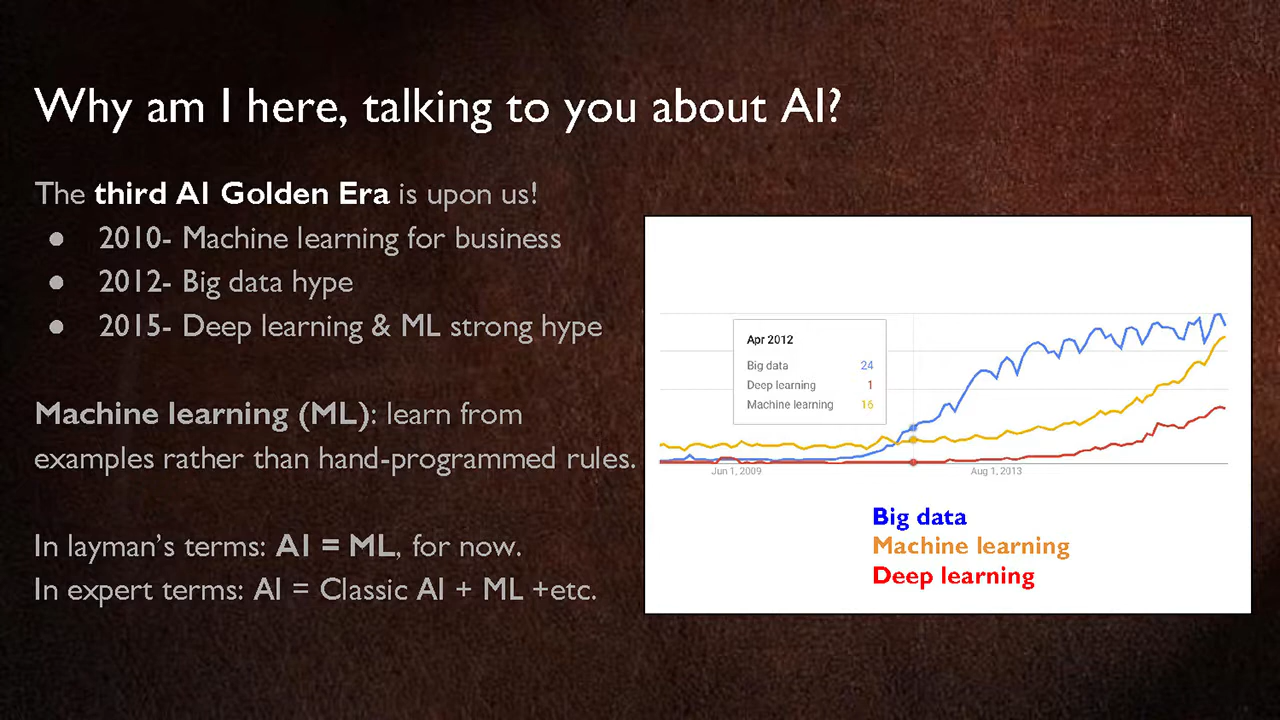 Why am I here, talking to you about AI?
The third AI Golden Era is upon us!
● 2010- Machine learning for business
● 2012- Big data hype
● 2015- Deep learning & ML strong hype
Machine learning (ML): learn from
examples rather than hand-programmed rules.
In layman's terms: AI = ML, for now.
In expert terms: AI = Classic AI + ML +etc.
Apr 2012
Big data 24
Deep learning 1
Machine learning 16
Jun 1, 2009 Aug 1, 2013
Big data
Machine learning
Deep learning